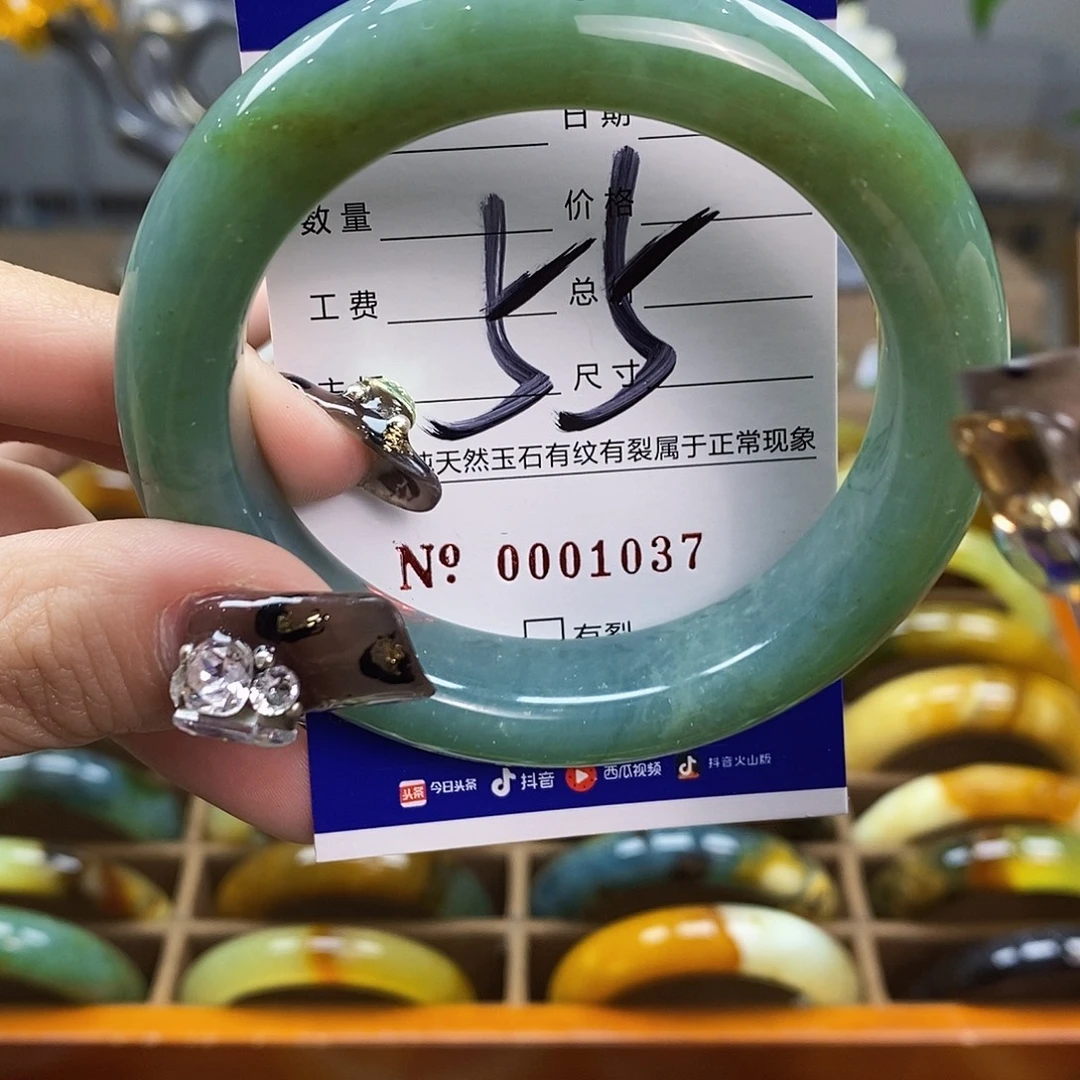 日期
数量 价格
工费 总
55
尺寸
天然玉石有纹有裂属于正常现象
Nº 0001037
有裂
今日头条 抖音 西瓜视频 抖音火山版